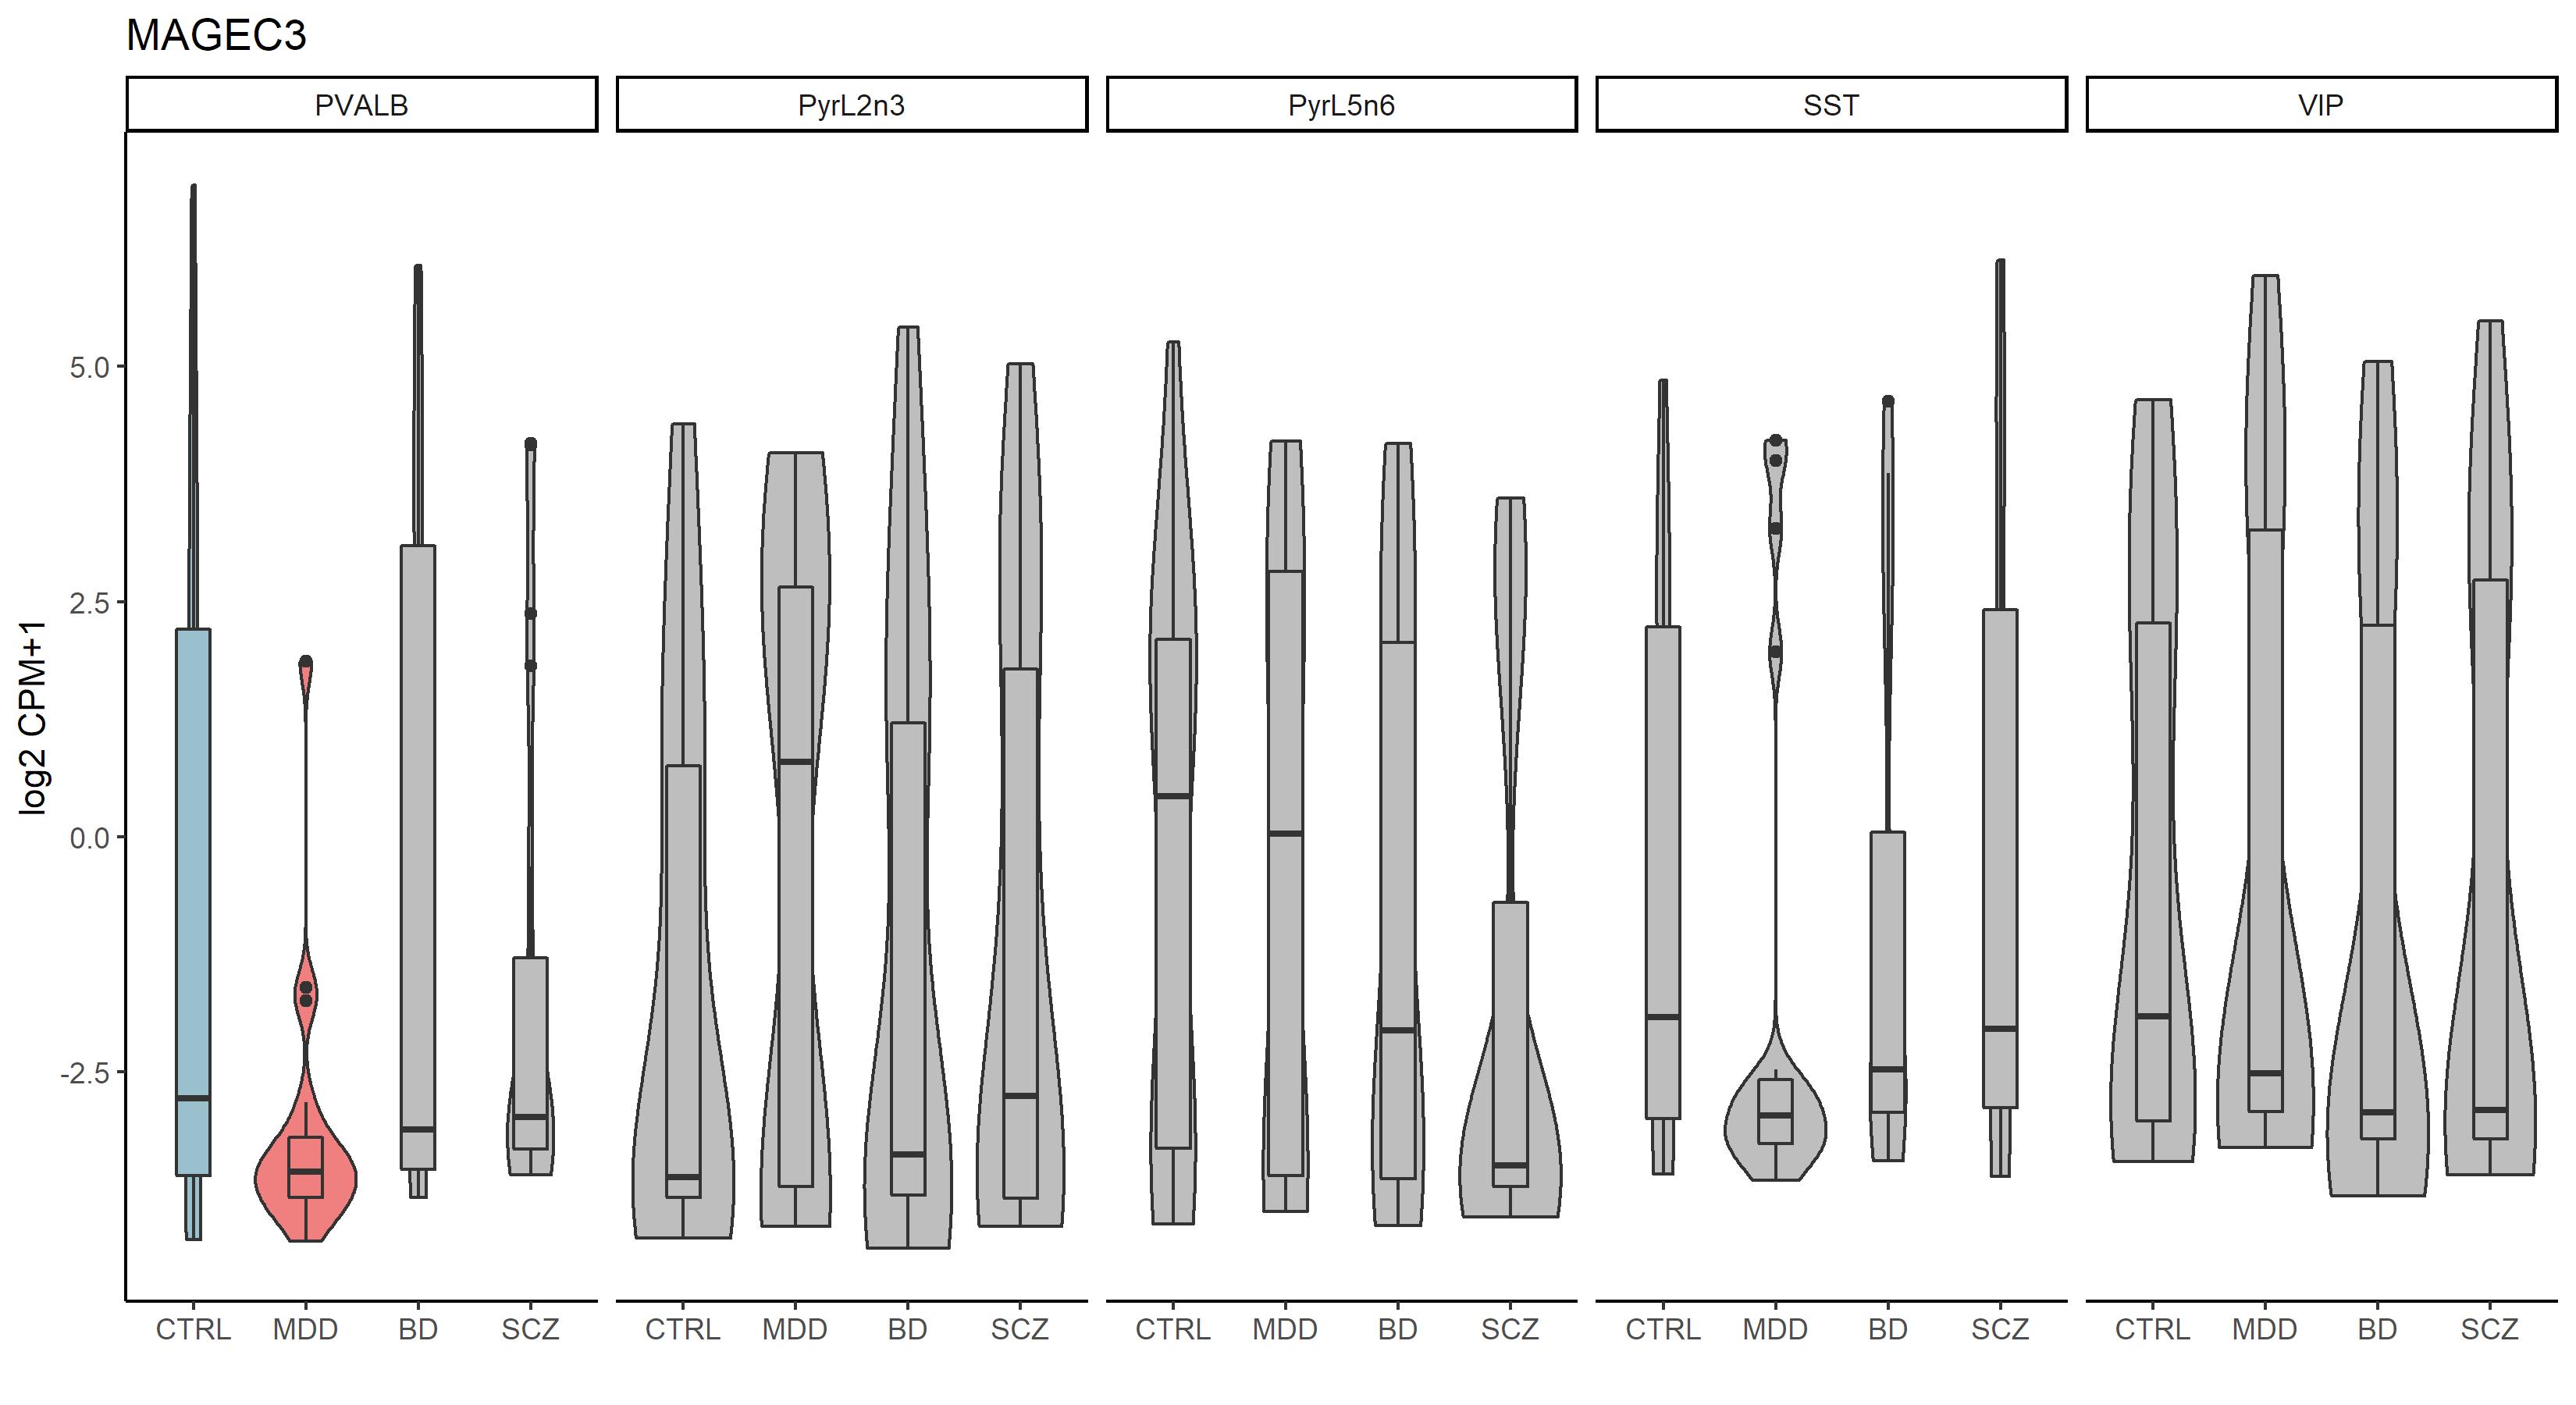 MAGEC3
PVALB PyrL2n3 PyrL5n6 SST VIP
log2 CPM+1
5.0
2.5
0.0
-2.5
CTRL MDD BD SCZ CTRL MDD BD SCZ CTRL MDD BD SCZ CTRL MDD BD SCZ CTRL MDD BD SCZ